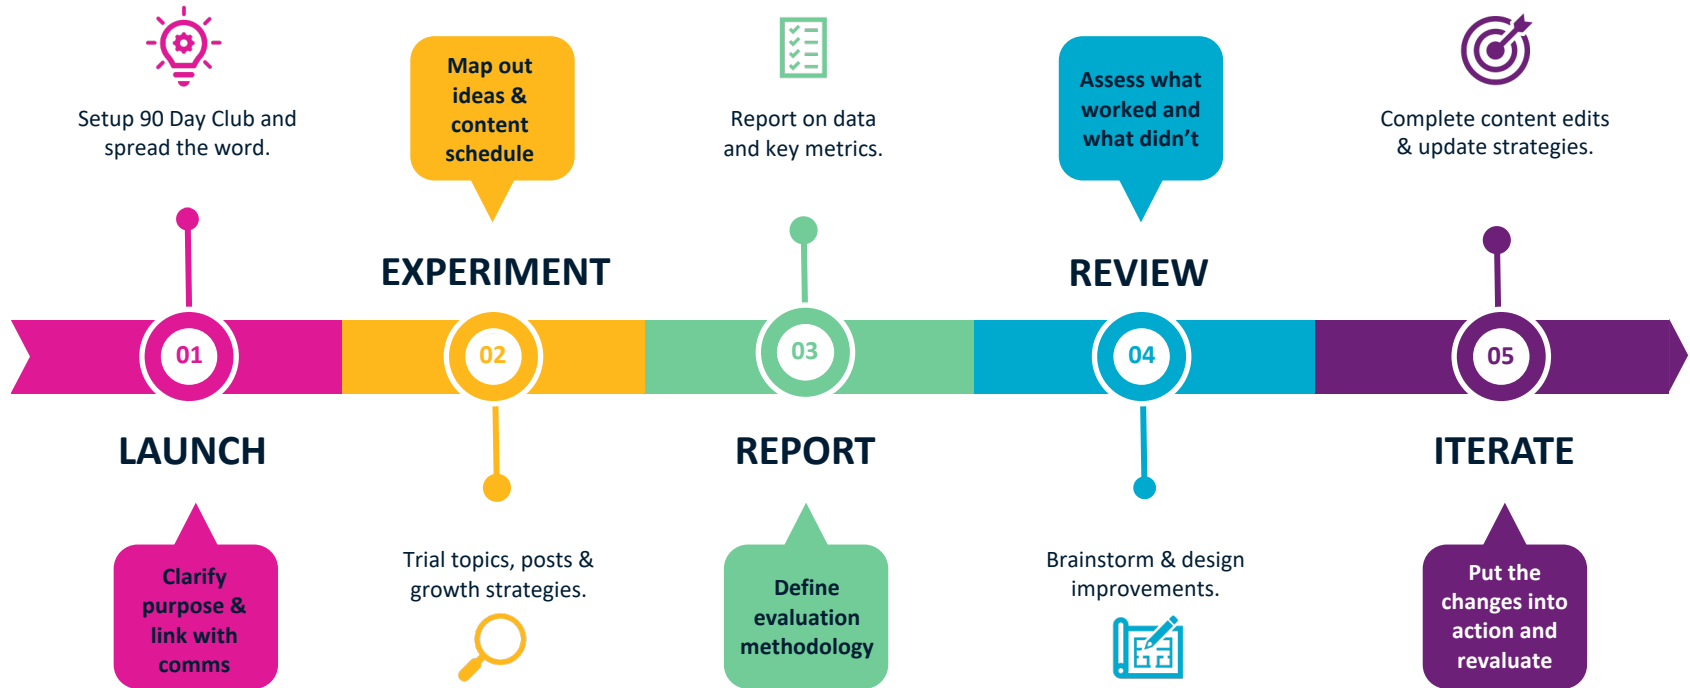 Setup 90 Day Club and
spread the word.
01
LAUNCH
Clarify
purpose &
link with
comms
Map out
ideas &
content
schedule
EXPERIMENT
02
Trial topics, posts &
growth strategies.
Report on data
and key metrics.
03
REPORT
Define
evaluation
methodology
Assess what
worked and
what didn’t
REVIEW
04
Brainstorm & design
improvements.
Complete content edits
& update strategies.
05
ITERATE
Put the
changes into
action and
revaluate